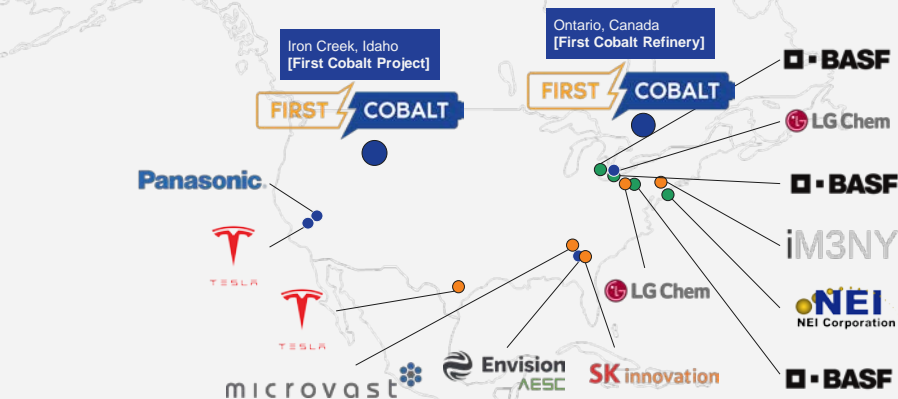 Iron Creek, Idaho
[First Cobalt Project]
Ontario, Canada
[First Cobalt Refinery]
FIRST COBALT
FIRST COBALT
BASF
LG Chem
BASF
iM3NY
NEI
NEI Corporation
BASF
Panasonic
TESLA
TESLA
microvast
Envision
AESC
SK innovation
LG Chem